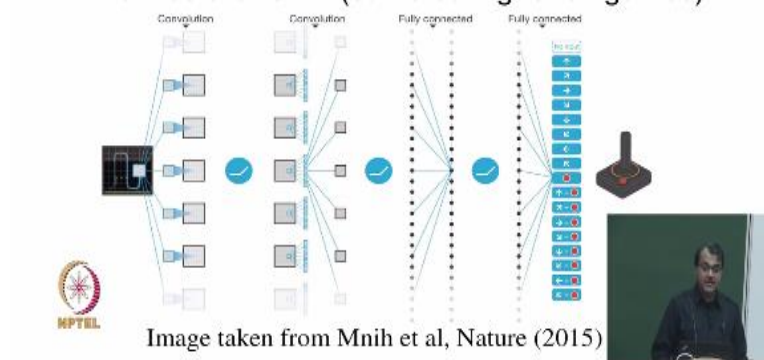 Convolution
Convolution
Fully connected
Fully connected
No input
NPTEL
Image taken from Mnih et al, Nature (2015)